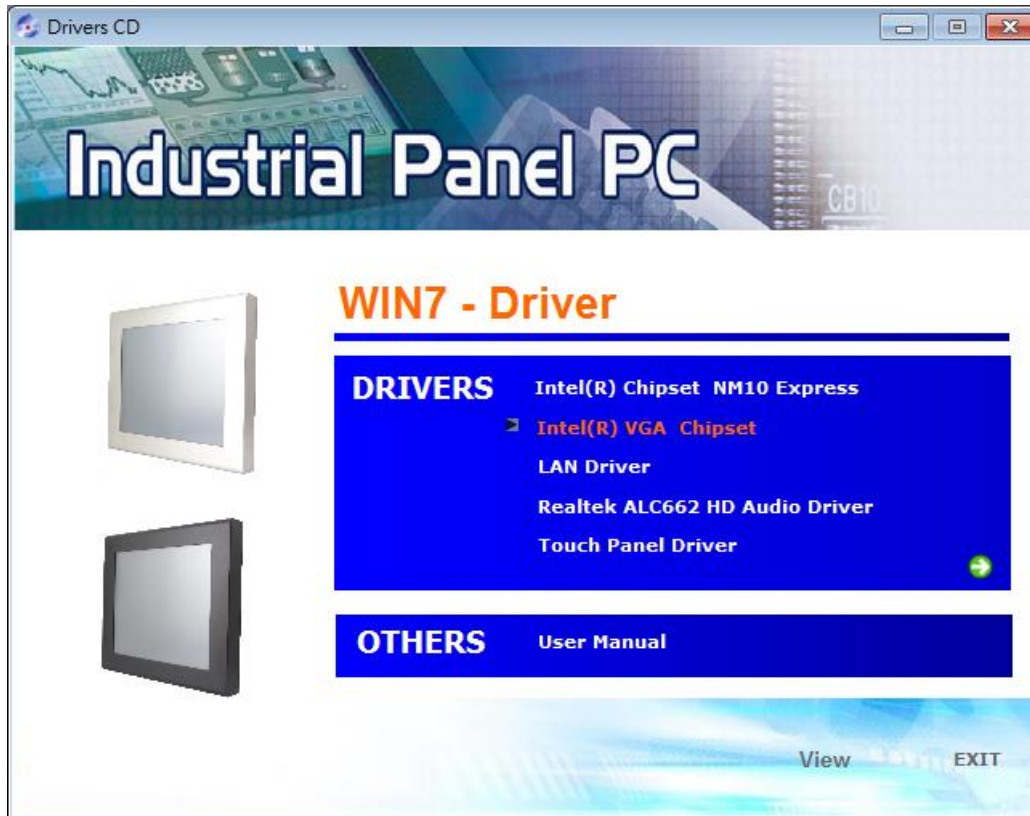 Drivers CD
Industrial Panel PC
CB10
WIN7 - Driver
DRIVERS
Intel(R) Chipset NM10 Express
Intel(R) VGA Chipset
LAN Driver
Realtek ALC662 HD Audio Driver
Touch Panel Driver
OTHERS
User Manual
View
EXIT